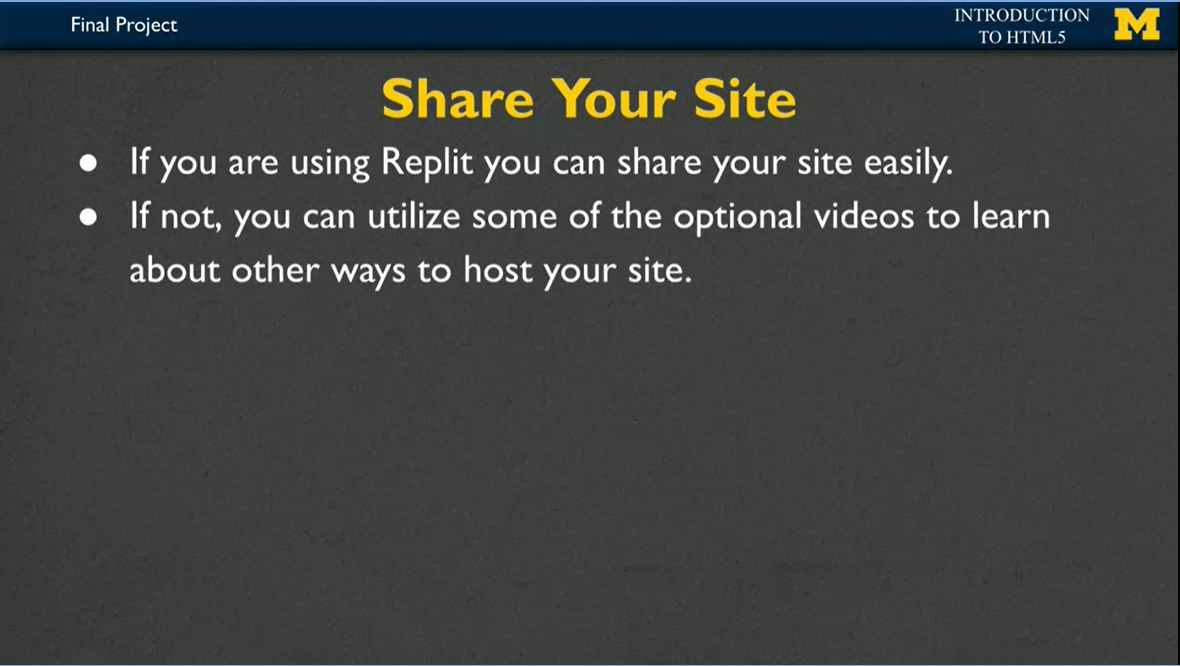 Final Project
INTRODUCTION
TO HTML5
M
Share Your Site
● If you are using Replit you can share your site easily.
● If not, you can utilize some of the optional videos to learn
about other ways to host your site.